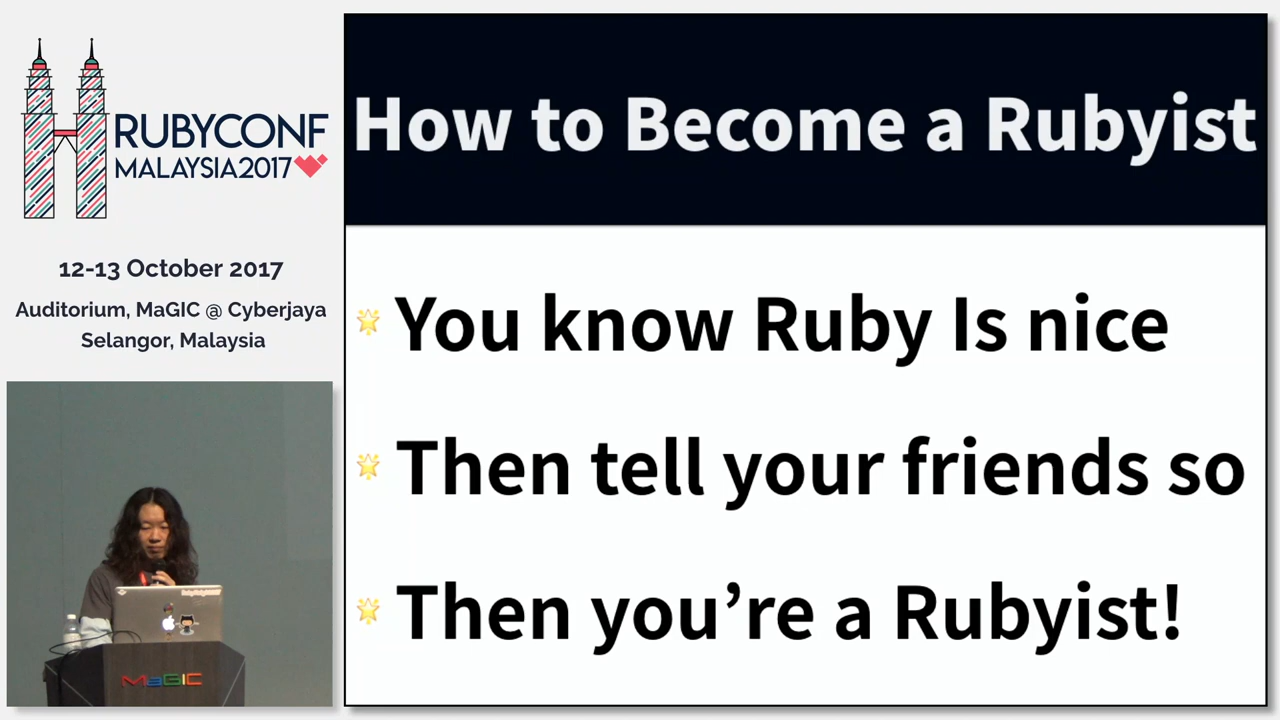 RUBYCONF
MALAYSIA2017
12-13 October 2017
Auditorium, MaGIC @ Cyberjaya
Selangor, Malaysia
MaGIC
How to Become a Rubyist
You know Ruby Is nice
Then tell your friends so
Then you’re a Rubyist!